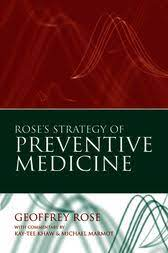 ROSE'S STRATEGY OF
PREVENTIVE
MEDICINE
GEOFFREY ROSE
WITH COMMENTARY BY
KAY-TEE KHAW & MICHAEL MARMOT